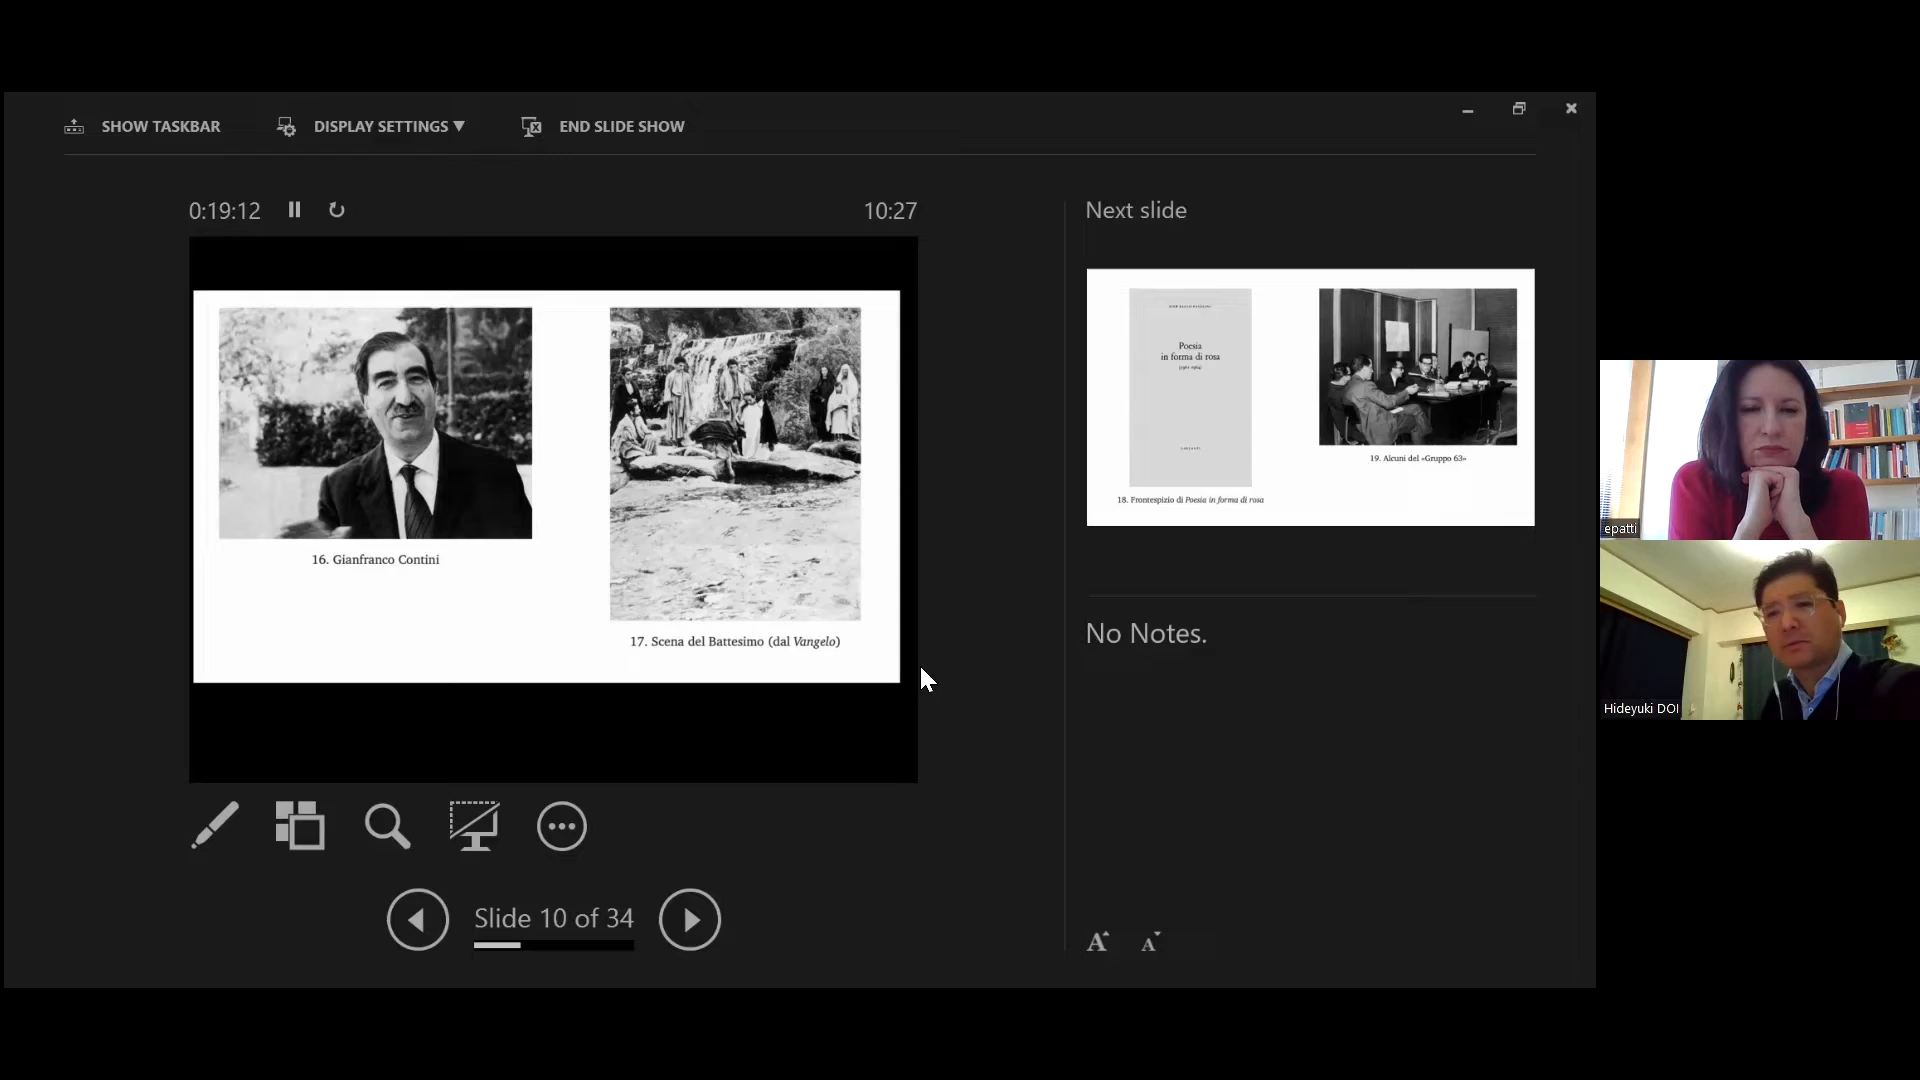 SHOW TASKBAR
DISPLAY SETTINGS ▼
END SLIDE SHOW
0:19:12
10:27
16. Gianfranco Contini
17. Scena del Battesimo (dal Vangelo)
Next slide
Poesia
in forma di rosa
18. Frontespizio di Poesia in forma di rosa
19. Alcuni del «Gruppo 63»
No Notes.
Slide 10 of 34
A A
epatti
Hideyuki DOI